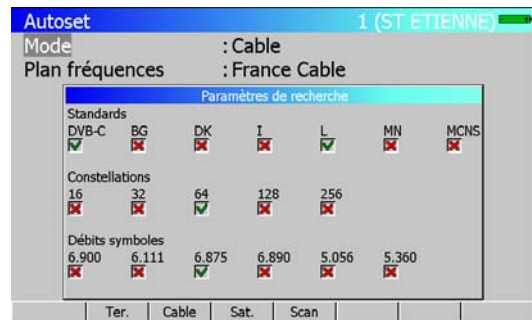 Autoset 1 (ST ETIENNE)
Mode : Cable
Plan fréquences : France Cable
Paramètres de recherche
Standards
DVB-C BG DK I L MN MCNS
Constellations
16 32 64 128 256
Débits symboles
6.900 6.111 6.875 6.890 5.056 5.360
Ter. Cable Sat. Scan